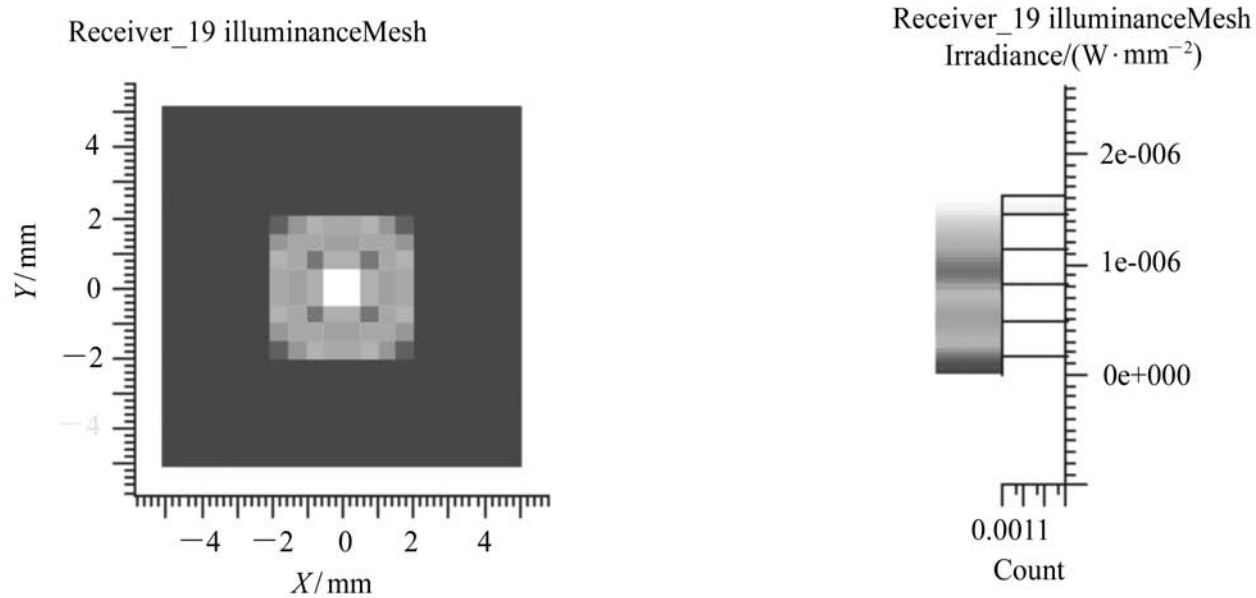 Receiver_19 illuminanceMesh
4
2
0
−2
−4
Y/mm
−4 −2 0 2 4
X/mm
Receiver_19 illuminanceMesh
Irradiance/(W·mm⁻²)
2e-006
1e-006
0e+000
0.0011
Count